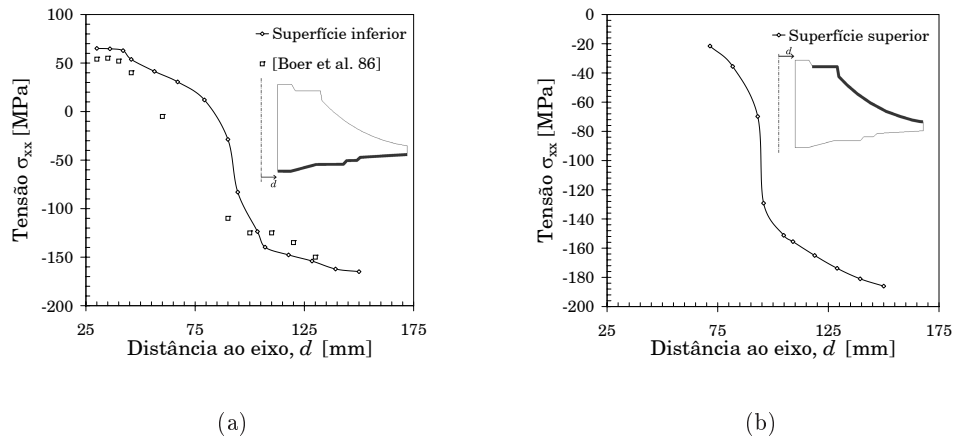 100
50
0
-50
-100
-150
-200
25
75
125
175
Tensão σxx [MPa]
Distância ao eixo, d [mm]
Superfície inferior
[Boer et al. 86]
d
(a)
0
-20
-40
-60
-80
-100
-120
-140
-160
-180
-200
25
75
125
175
Tensão σxx [MPa]
Distância ao eixo, d [mm]
Superfície superior
d
(b)